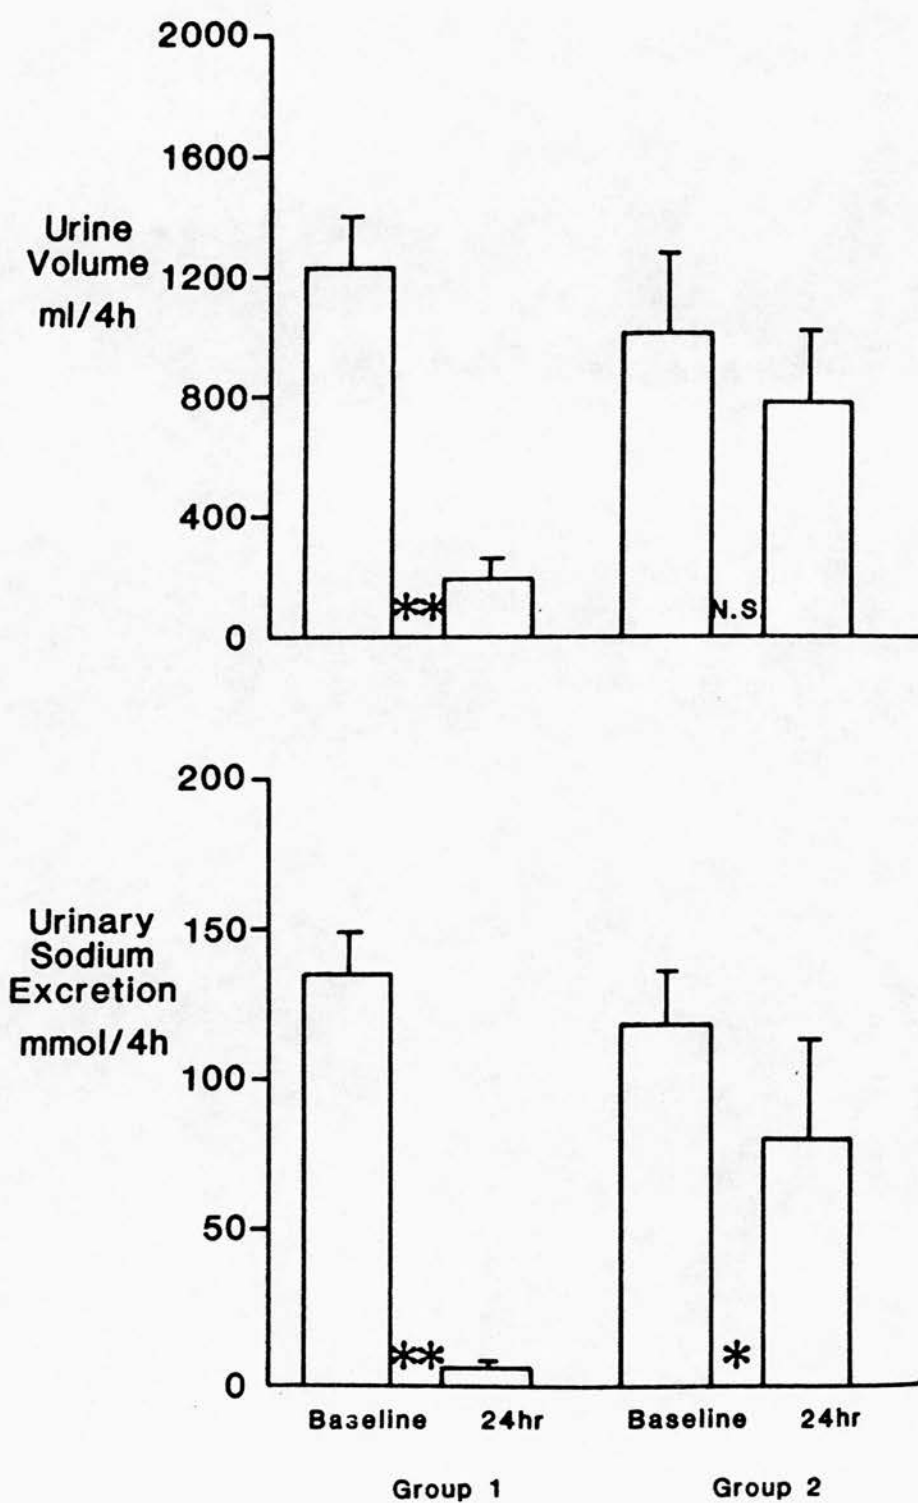 2000
1600
Urine
Volume
1200
ml/4h
800
400
** N.S.
0
200
Urinary
150
Sodium
Excretion
mmol/4h
100
50
** *
0
Baseline 24hr Baseline 24hr
Group 1 Group 2